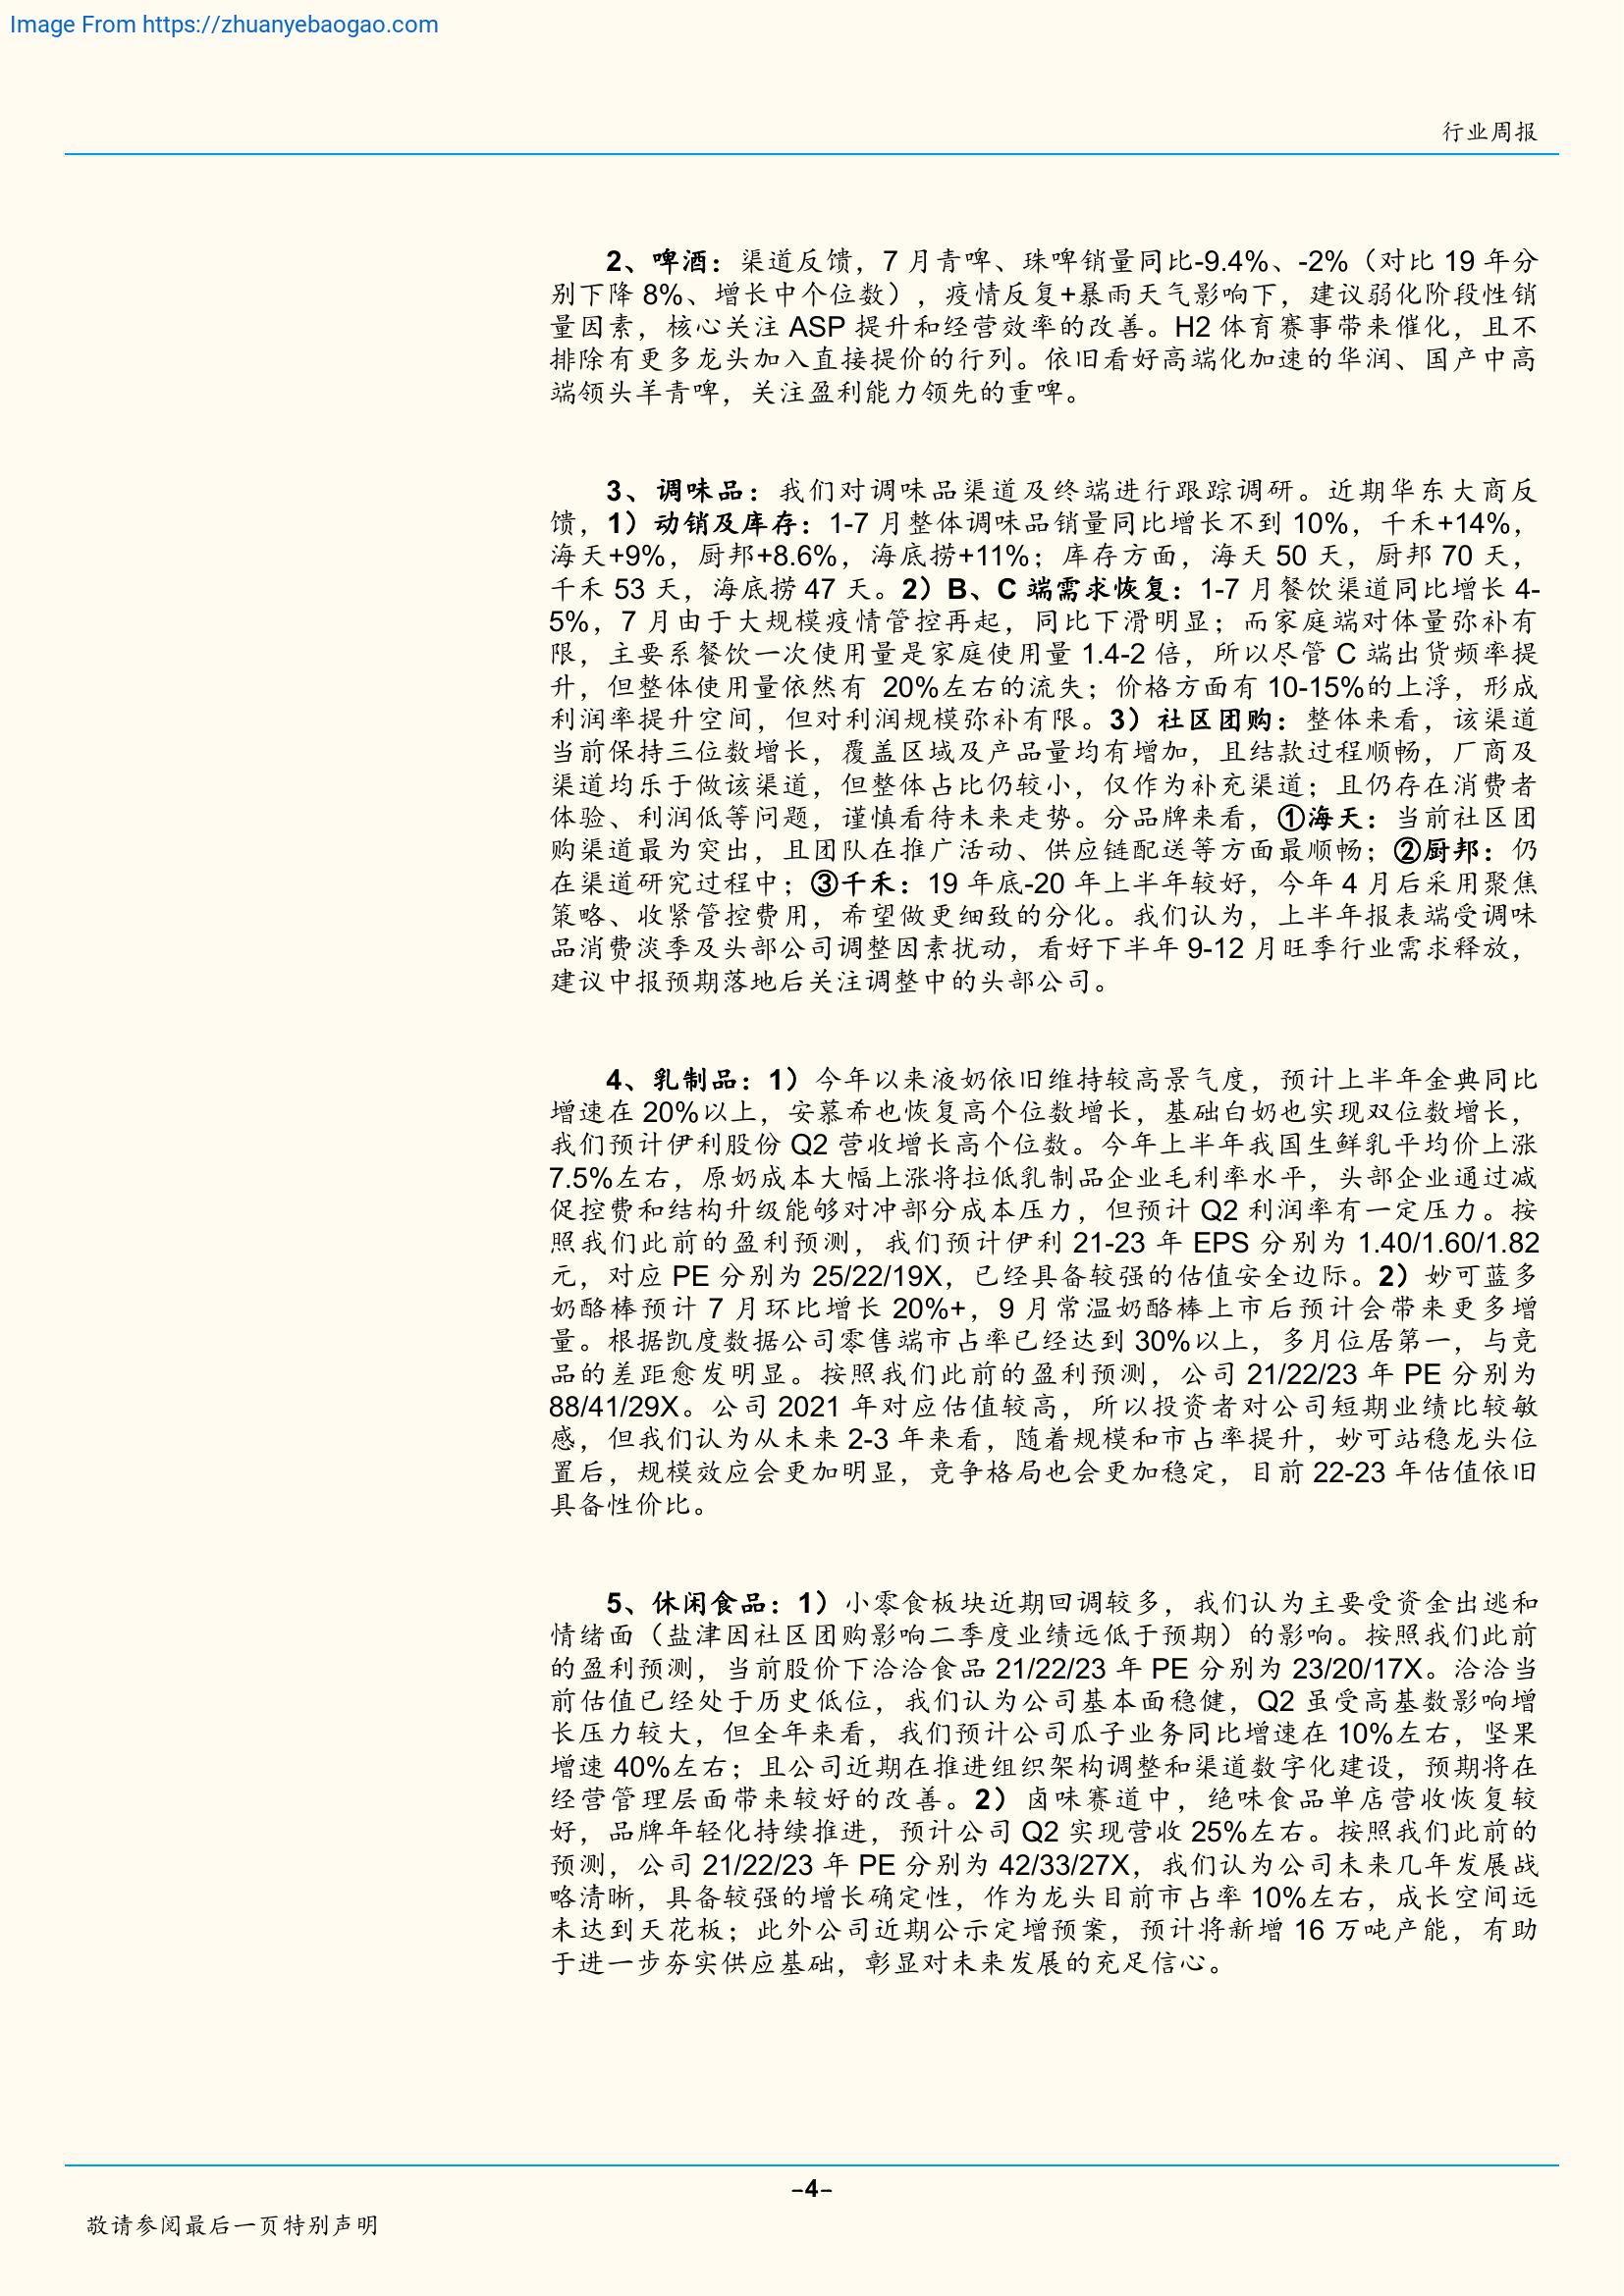 Image From https://zhuanyebaogao.com
行业周报
2、啤酒：渠道反馈，7 月青啤、珠啤销量同比-9.4%、-2%（对比 19 年分
别下降 8%、增长中个位数），疫情反复+暴雨天气影响下，建议弱化阶段性销
量因素，核心关注 ASP 提升和经营效率的改善。H2 体育赛事带来催化，且不
排除有更多龙头加入直接提价的行列。依旧看好高端化加速的华润、国产中高
端领头羊青啤，关注盈利能力领先的重啤。
3、调味品：我们对调味品渠道及终端进行跟踪调研。近期华东大商反
馈，1）动销及库存：1-7 月整体调味品销量同比增长不到 10%，千禾+14%，
海天+9%，厨邦+8.6%，海底捞+11%；库存方面，海天 50 天，厨邦 70 天，
千禾 53 天，海底捞 47 天。2）B、C 端需求恢复：1-7 月餐饮渠道同比增长 4-
5%，7 月由于大规模疫情管控再起，同比下滑明显；而家庭端对体量弥补有
限，主要系餐饮一次使用量是家庭使用量 1.4-2 倍，所以尽管 C 端出货频率提
升，但整体使用量依然有 20%左右的流失；价格方面有 10-15%的上浮，形成
利润率提升空间，但对利润规模弥补有限。3）社区团购：整体来看，该渠道
当前保持三位数增长，覆盖区域及产品量均有增加，且结款过程顺畅，厂商及
渠道均乐于做该渠道，但整体占比仍较小，仅作为补充渠道；且仍存在消费者
体验、利润低等问题，谨慎看待未来走势。分品牌来看，①海天：当前社区团
购渠道最为突出，且团队在推广活动、供应链配送等方面最顺畅；②厨邦：仍
在渠道研究过程中；③千禾：19 年底-20 年上半年较好，今年 4 月后采用聚焦
策略、收紧管控费用，希望做更细致的分化。我们认为，上半年报表端受调味
品消费淡季及头部公司调整因素扰动，看好下半年 9-12 月旺季行业需求释放，
建议中报预期落地后关注调整中的头部公司。
4、乳制品：1）今年以来液奶依旧维持较高景气度，预计上半年金典同比
增速在 20%以上，安慕希也恢复高个位数增长，基础白奶也实现双位数增长，
我们预计伊利股份 Q2 营收增长高个位数。今年上半年我国生鲜乳平均价上涨
7.5%左右，原奶成本大幅上涨将拉低乳制品企业毛利率水平，头部企业通过减
促控费和结构升级能够对冲部分成本压力，但预计 Q2 利润率有一定压力。按
照我们此前的盈利预测，我们预计伊利 21-23 年 EPS 分别为 1.40/1.60/1.82
元，对应 PE 分别为 25/22/19X，已经具备较强的估值安全边际。2）妙可蓝多
奶酪棒预计 7 月环比增长 20%+，9 月常温奶酪棒上市后预计会带来更多增
量。根据凯度数据公司零售端市占率已经达到 30%以上，多月位居第一，与竞
品的差距愈发明显。按照我们此前的盈利预测，公司 21/22/23 年 PE 分别为
88/41/29X。公司 2021 年对应估值较高，所以投资者对公司短期业绩比较敏
感，但我们认为从未来 2-3 年来看，随着规模和市占率提升，妙可站稳龙头位
置后，规模效应会更加明显，竞争格局也会更加稳定，目前 22-23 年估值依旧
具备性价比。
5、休闲食品：1）小零食板块近期回调较多，我们认为主要受资金出逃和
情绪面（盐津因社区团购影响二季度业绩远低于预期）的影响。按照我们此前
的盈利预测，当前股价下洽洽食品 21/22/23 年 PE 分别为 23/20/17X。洽洽当
前估值已经处于历史低位，我们认为公司基本面稳健，Q2 虽受高基数影响增
长压力较大，但全年来看，我们预计公司瓜子业务同比增速在 10%左右，坚果
增速 40%左右；且公司近期在推进组织架构调整和渠道数字化建设，预期将在
经营管理层面带来较好的改善。2）卤味赛道中，绝味食品单店营收恢复较
好，品牌年轻化持续推进，预计公司 Q2 实现营收 25%左右。按照我们此前的
预测，公司 21/22/23 年 PE 分别为 42/33/27X，我们认为公司未来几年发展战
略清晰，具备较强的增长确定性，作为龙头目前市占率 10%左右，成长空间远
未达到天花板；此外公司近期公示定增预案，预计将新增 16 万吨产能，有助
于进一步夯实供应基础，彰显对未来发展的充足信心。
-4-
敬请参阅最后一页特别声明